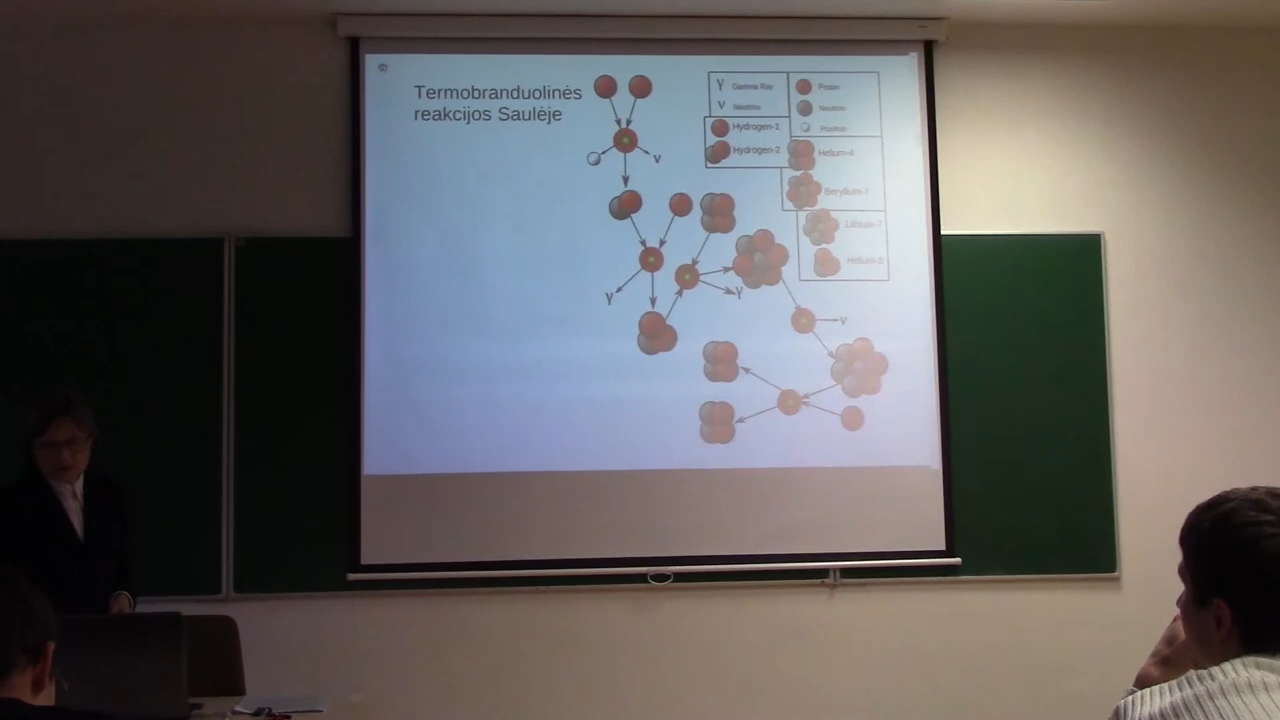 Termobranduolinės
reakcijos Saulėje
γ Gamma Ray
ν Neutrino
Proton
Neutron
Positron
Hydrogen-1
Hydrogen-2
Helium-4
Beryllium-7
Lithium-7
Helium-3
ν
γ
γ
ν